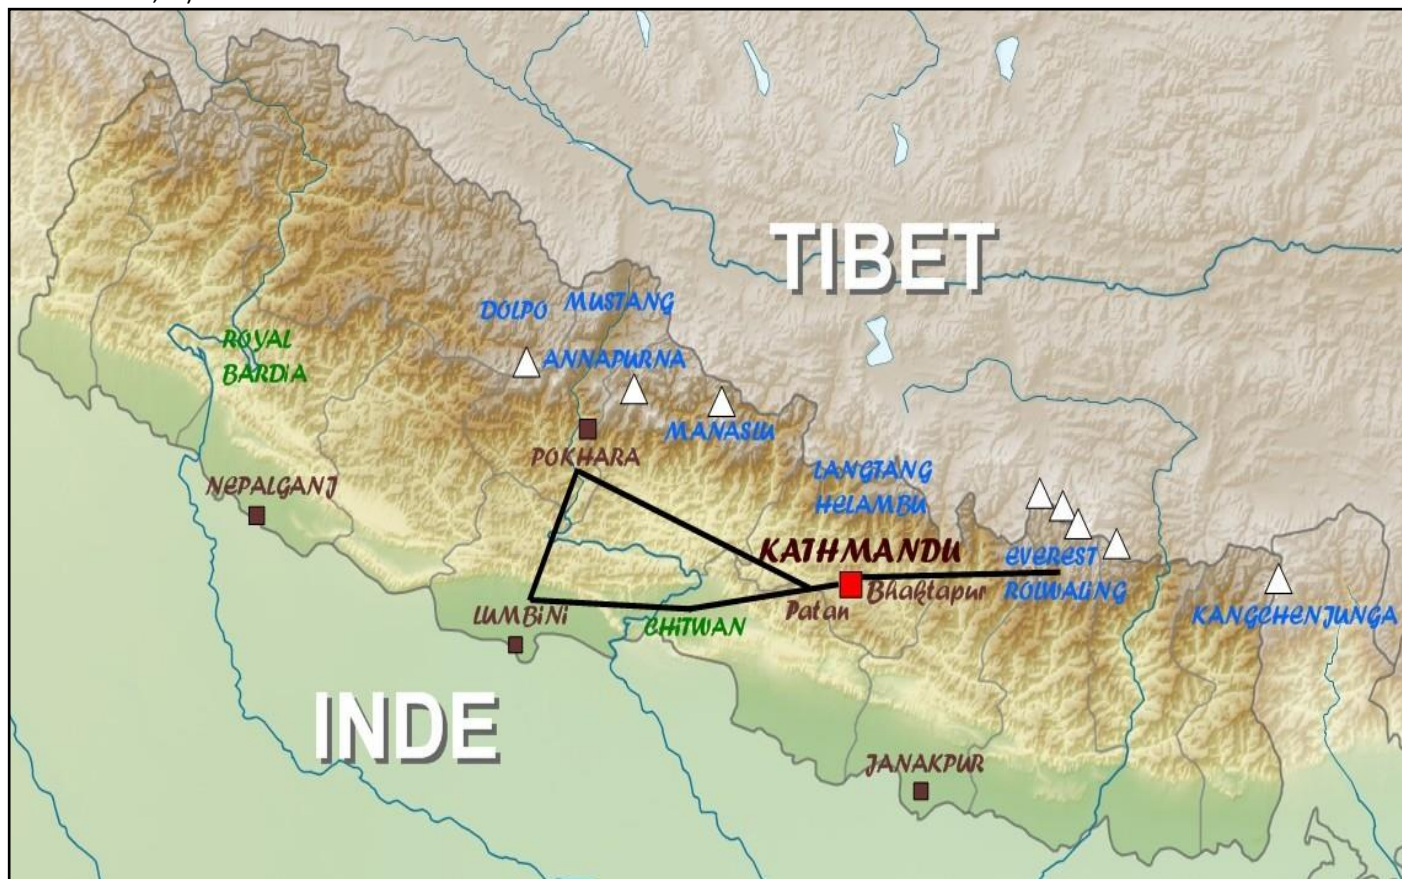 TIBET
DOLPO
MUSTANG
ROYAL
BARDIA
ANNAPURNA
MANASLU
POKHARA
NEPALGANJ
LANGTANG
HELAMBU
KATHMANDU
EVEREST
ROLWALING
Bhaktapur
Patan
KANGCHENJUNGA
LUMBINI
CHITWAN
INDE
JANAKPUR